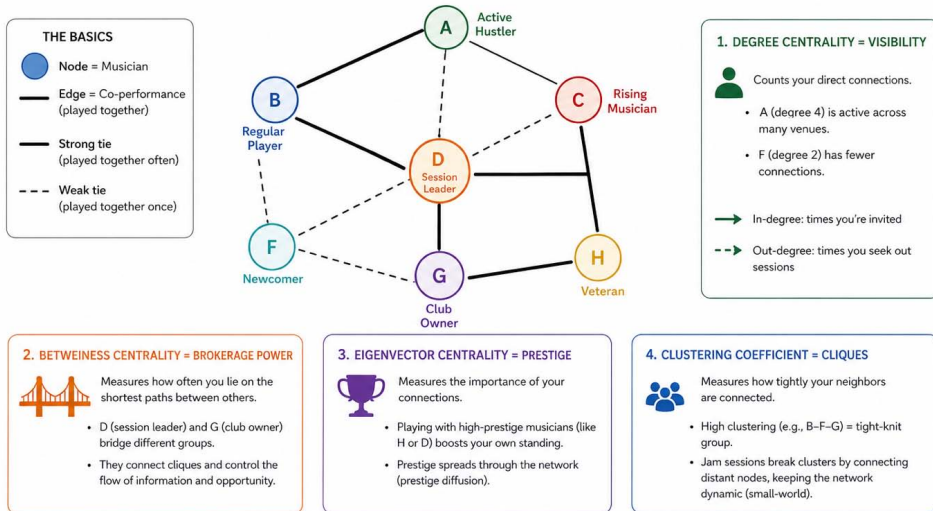 THE BASICS
Node = Musician
Edge = Co-performance
(played together)
Strong tie
(played together often)
Weak tie
(played together once)
A
Active
Hustler
B
Regular
Player
C
Rising
Musician
D
Session
Leader
F
Newcomer
G
Club
Owner
H
Veteran
1. DEGREE CENTRALITY = VISIBILITY
Counts your direct connections.
• A (degree 4) is active across
many venues.
• F (degree 2) has fewer
connections.
In-degree: times you're invited
Out-degree: times you seek out
sessions
2. BETWEINESS CENTRALITY = BROKERAGE POWER
Measures how often you lie on the
shortest paths between others.
• D (session leader) and G (club owner)
bridge different groups.
• They connect cliques and control the
flow of information and opportunity.
3. EIGENVECTOR CENTRALITY = PRESTIGE
Measures the importance of your
connections.
• Playing with high-prestige musicians (like
H or D) boosts your own standing.
• Prestige spreads through the network
(prestige diffusion).
4. CLUSTERING COEFFICIENT = CLIQUES
Measures how tightly your neighbors
are connected.
• High clustering (e.g., B–F–G) = tight-knit
group.
• Jam sessions break clusters by connecting
distant nodes, keeping the network
dynamic (small-world).